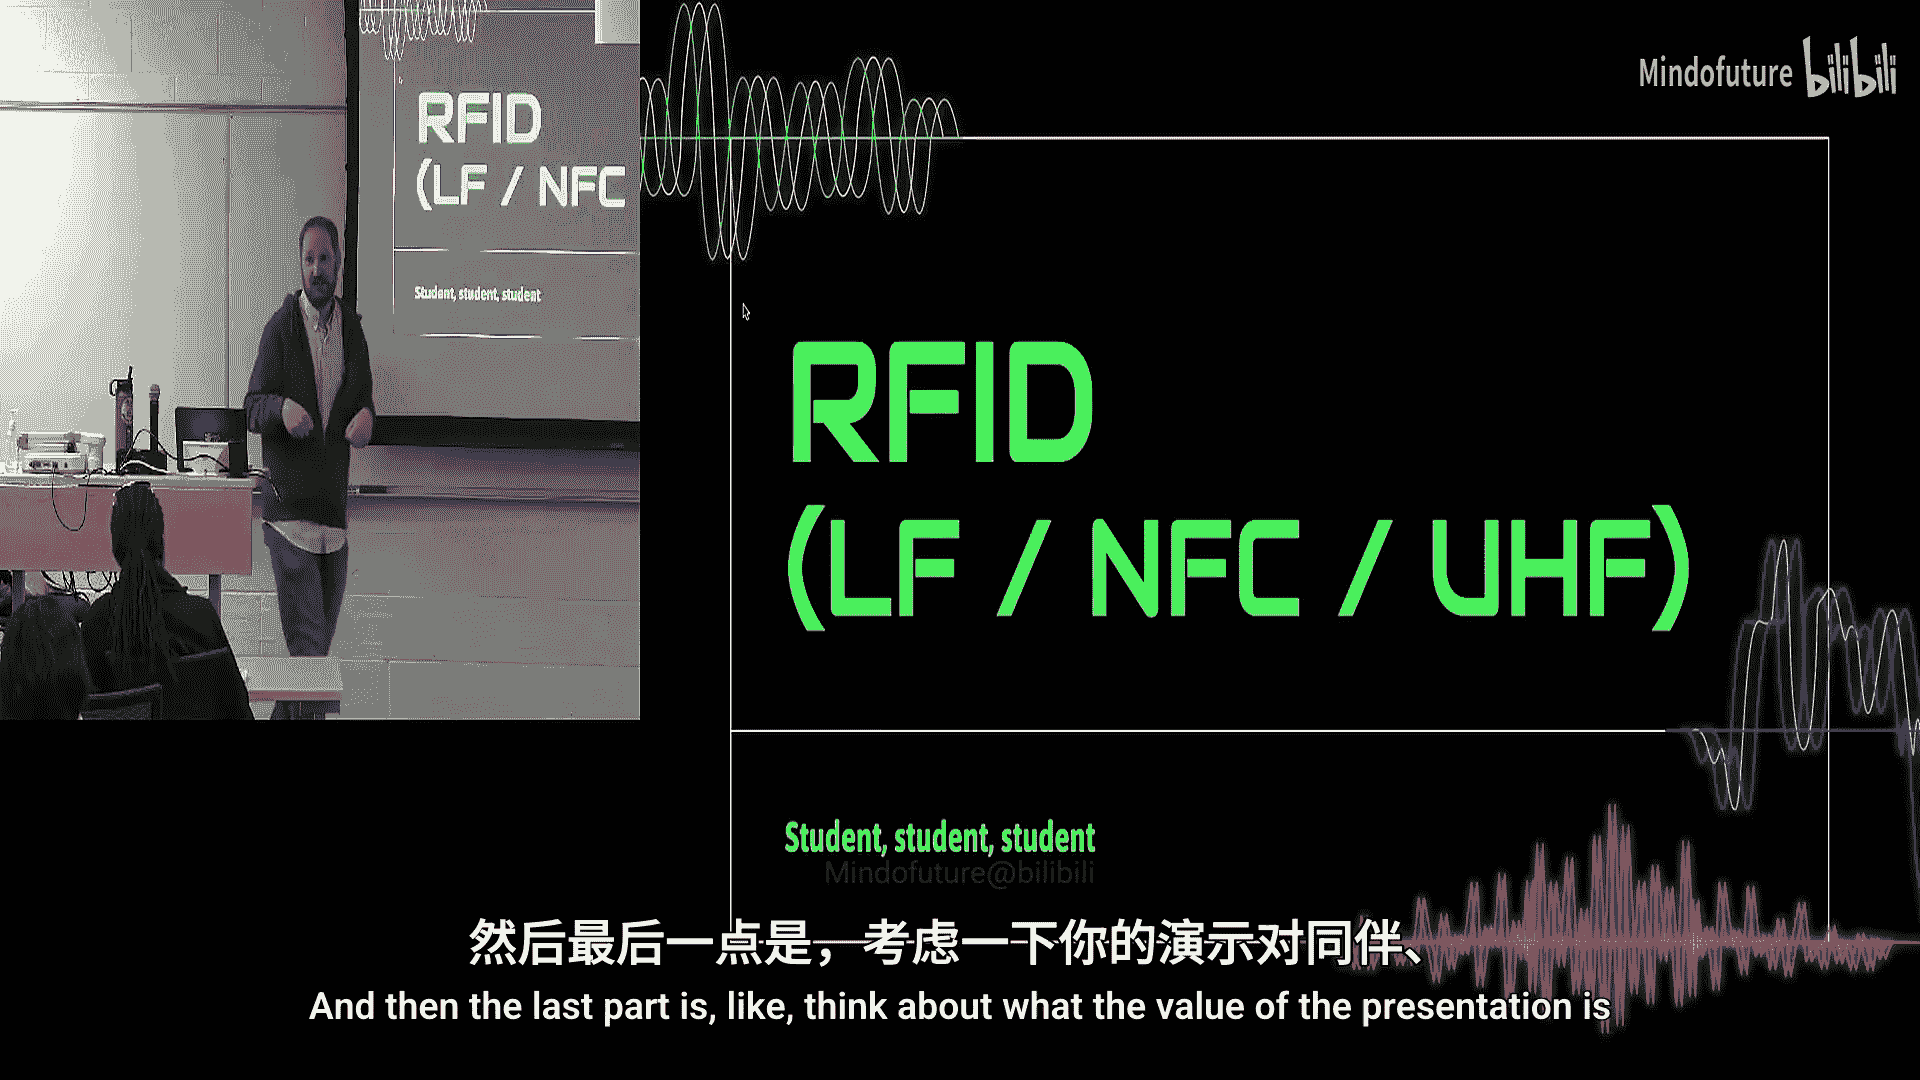 Mindofuture bilibili
RFID
(LF / NFC
Student, student, student
RFID
(LF / NFC / UHF)
Student, student, student
Mindofuture@bilibili
然后最后一点是，考虑一下你的演示对同伴、
And then the last part is, like, think about what the value of the presentation is